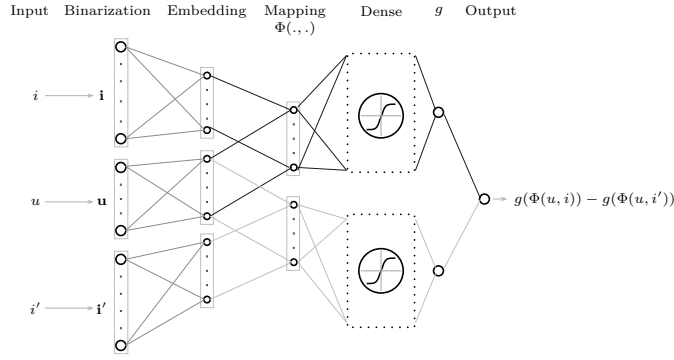 Input Binarization Embedding Mapping Dense g Output
Φ(., .)
i i
u u g(Φ(u, i)) − g(Φ(u, i′))
i′ i′